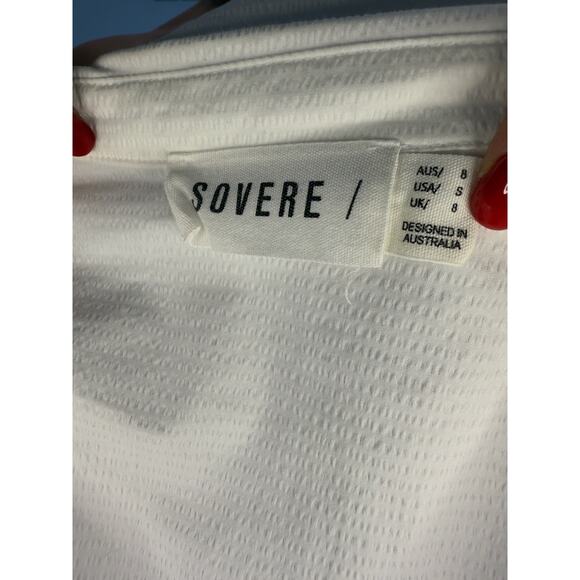 SOVERE /
AUS/ 8
USA/ S
UK/ 8
DESIGNED IN
AUSTRALIA